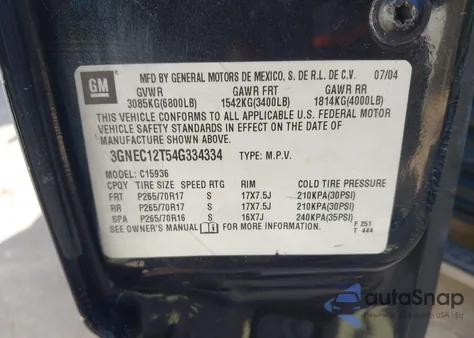 GM MFD BY GENERAL MOTORS DE MEXICO, S. DE R.L. DE C.V. 07/04
GVWR GAWR FRT GAWR RR
3085KG(6800LB) 1542KG(3400LB) 1814KG(4000LB)
THIS VEHICLE CONFORMS TO ALL APPLICABLE U.S. FEDERAL MOTOR
VEHICLE SAFETY STANDARDS IN EFFECT ON THE DATE OF
MANUFACTURE SHOWN ABOVE.
3GNEC12T54G334334 TYPE: M.P.V.
MODEL: C15936
CPQY TIRE SIZE SPEED RTG RIM COLD TIRE PRESSURE
FRT P265/70R17 S 17X7.5J 210KPA(30PSI)
RR P265/70R17 S 17X7.5J 210KPA(30PSI)
SPA P265/70R16 S 16X7J 240KPA(35PSI)
SEE OWNER'S MANUAL FOR MORE INFORMATION.
F 251
T 444
autoSnap